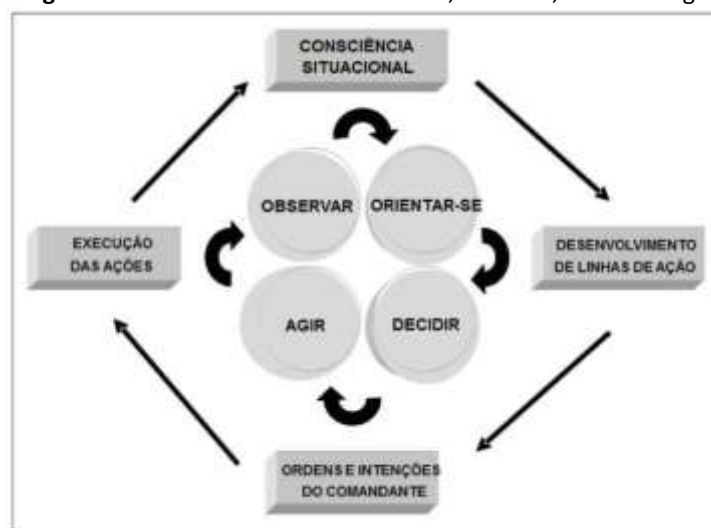 CONSCIÊNCIA
SITUACIONAL
OBSERVAR
ORIENTAR-SE
EXECUÇÃO
DAS AÇÕES
DESENVOLVIMENTO
DE LINHAS DE AÇÃO
AGIR
DECIDIR
ORDENS E INTENÇÕES
DO COMANDANTE